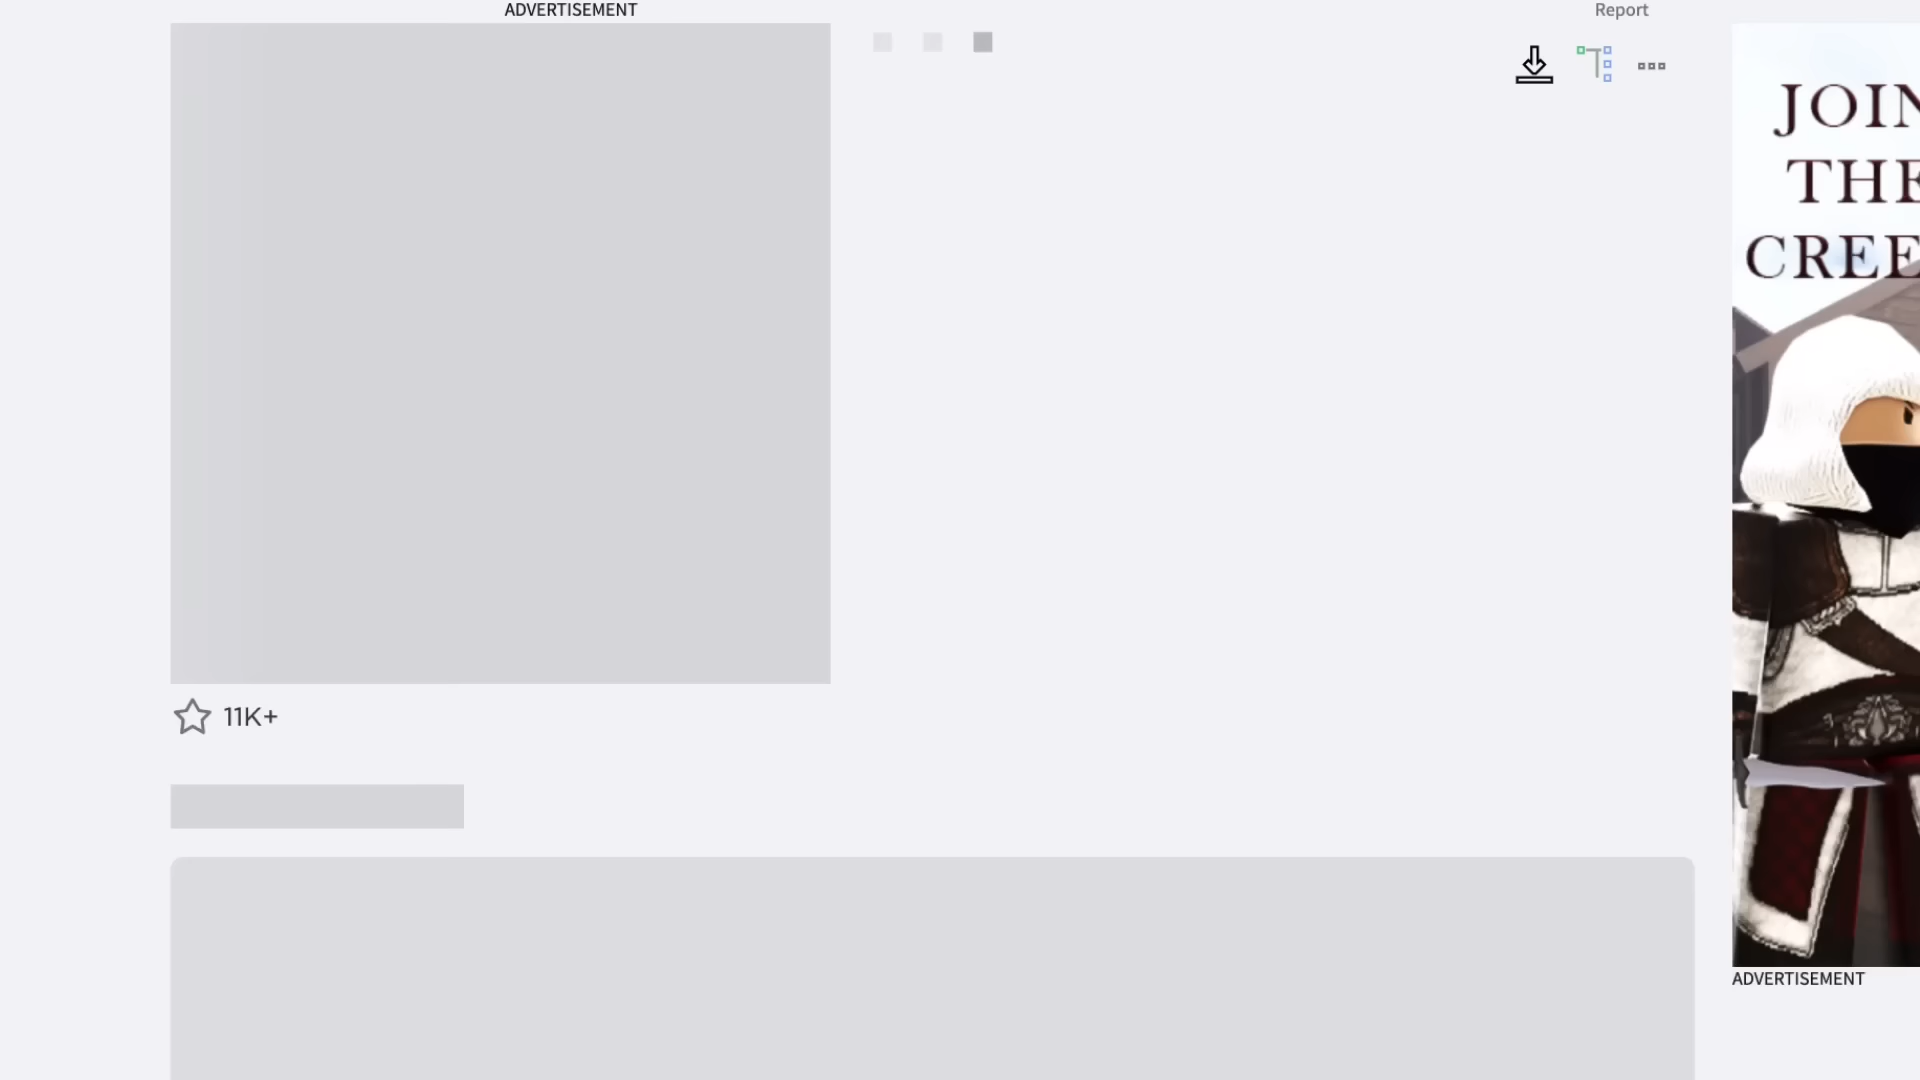 ADVERTISEMENT
Report
11K+
JOIN
THE
CREE
ADVERTISEMENT